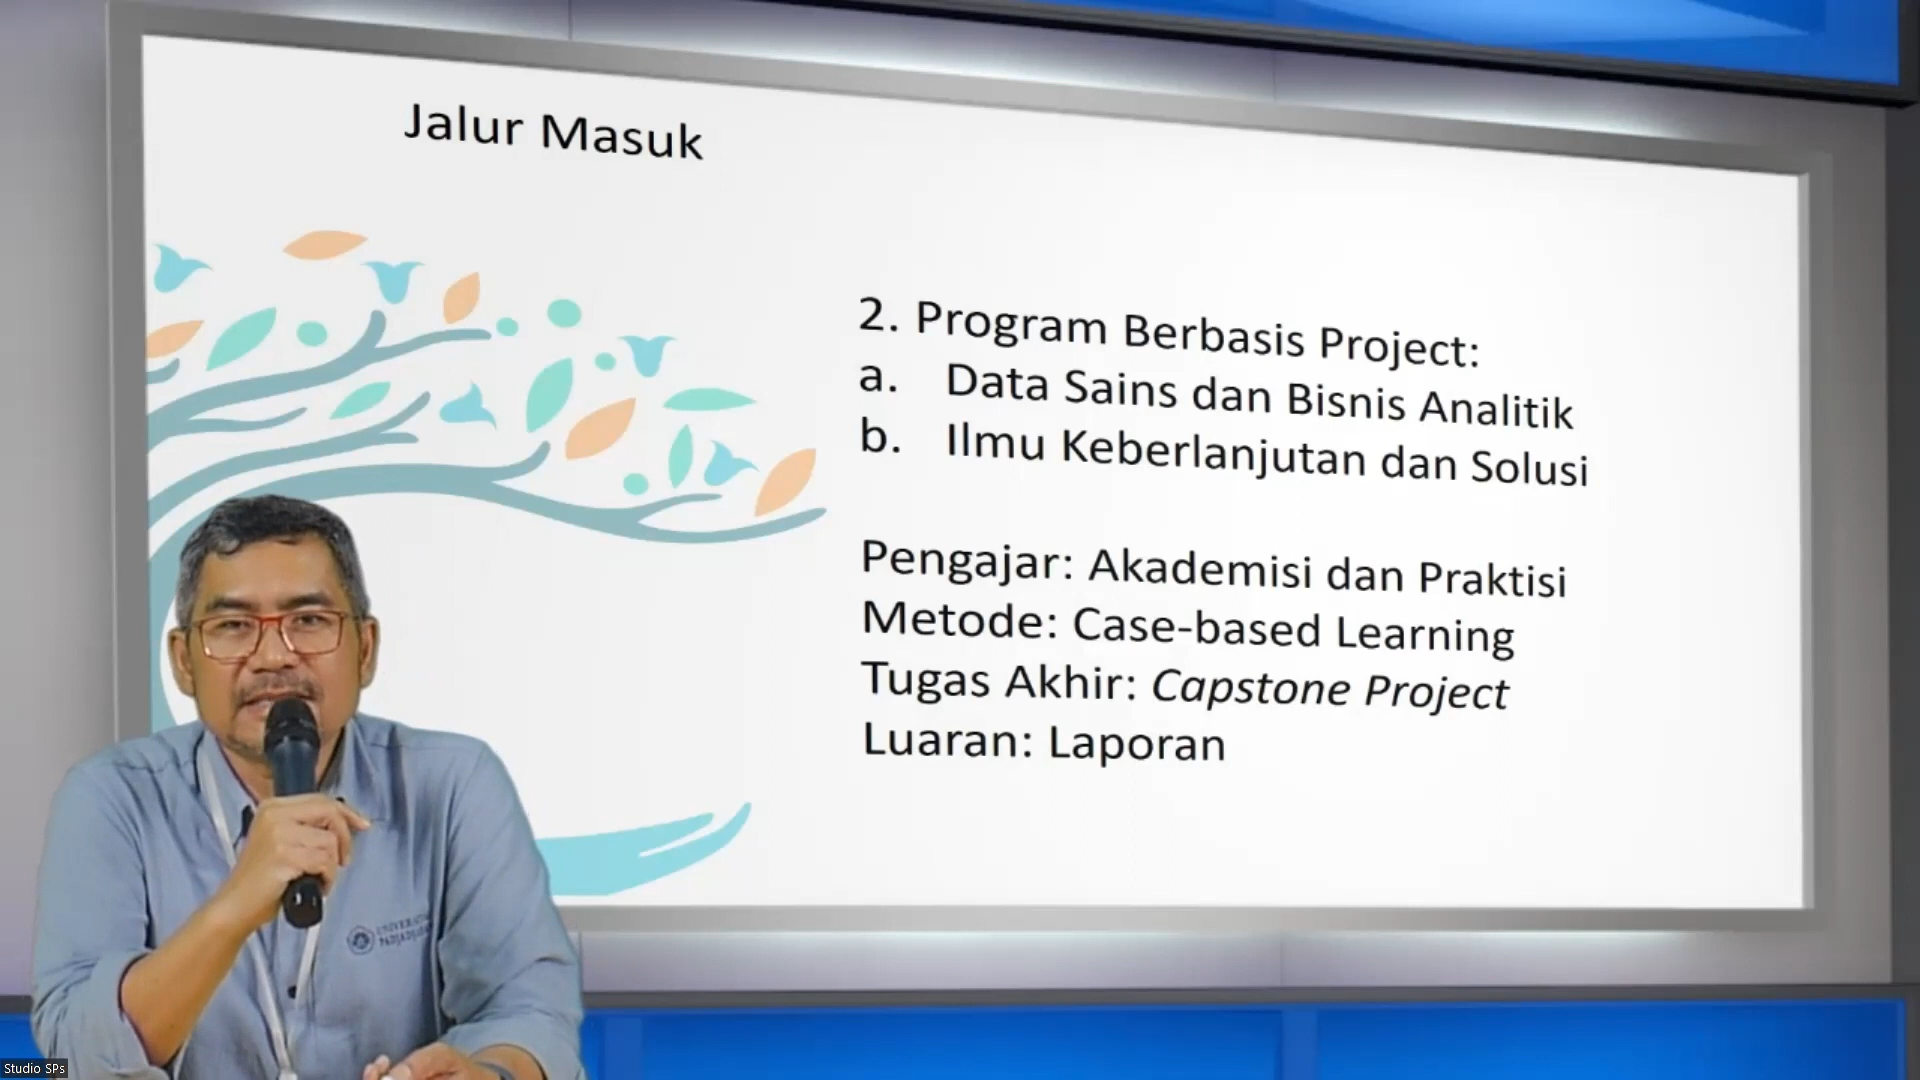 Jalur Masuk
2. Program Berbasis Project:
a. Data Sains dan Bisnis Analitik
b. Ilmu Keberlanjutan dan Solusi
Pengajar: Akademisi dan Praktisi
Metode: Case-based Learning
Tugas Akhir: Capstone Project
Luaran: Laporan
Studio SPs